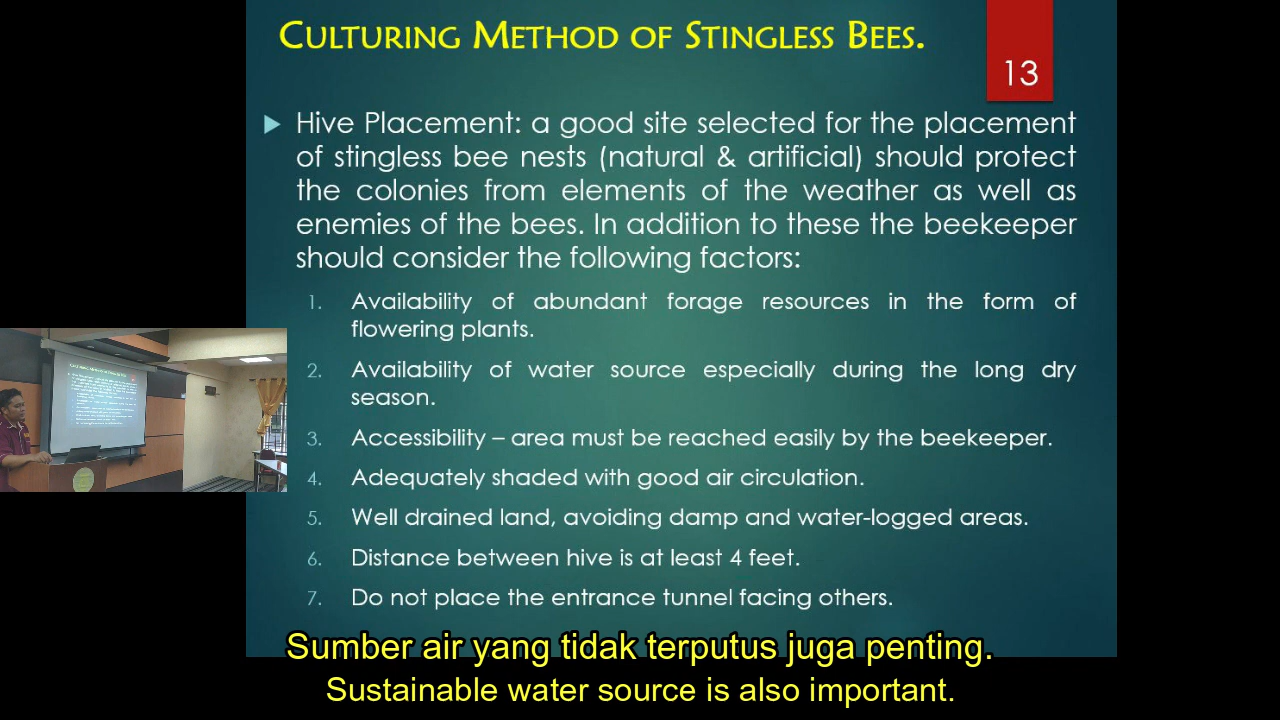 CULTURING METHOD OF STINGLESS BEES.
13
Hive Placement: a good site selected for the placement
of stingless bee nests (natural & artificial) should protect
the colonies from elements of the weather as well as
enemies of the bees. In addition to these the beekeeper
should consider the following factors:
1. Availability of abundant forage resources in the form of
flowering plants.
2. Availability of water source especially during the long dry
season.
3. Accessibility – area must be reached easily by the beekeeper.
4. Adequately shaded with good air circulation.
5. Well drained land, avoiding damp and water-logged areas.
6. Distance between hive is at least 4 feet.
7. Do not place the entrance tunnel facing others.
Sumber air yang tidak terputus juga penting.
Sustainable water source is also important.